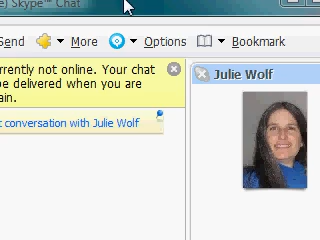 Skype™ Chat
Send More Options Bookmark
rrently not online. Your chat
be delivered when you are
ain.
t conversation with Julie Wolf
Julie Wolf